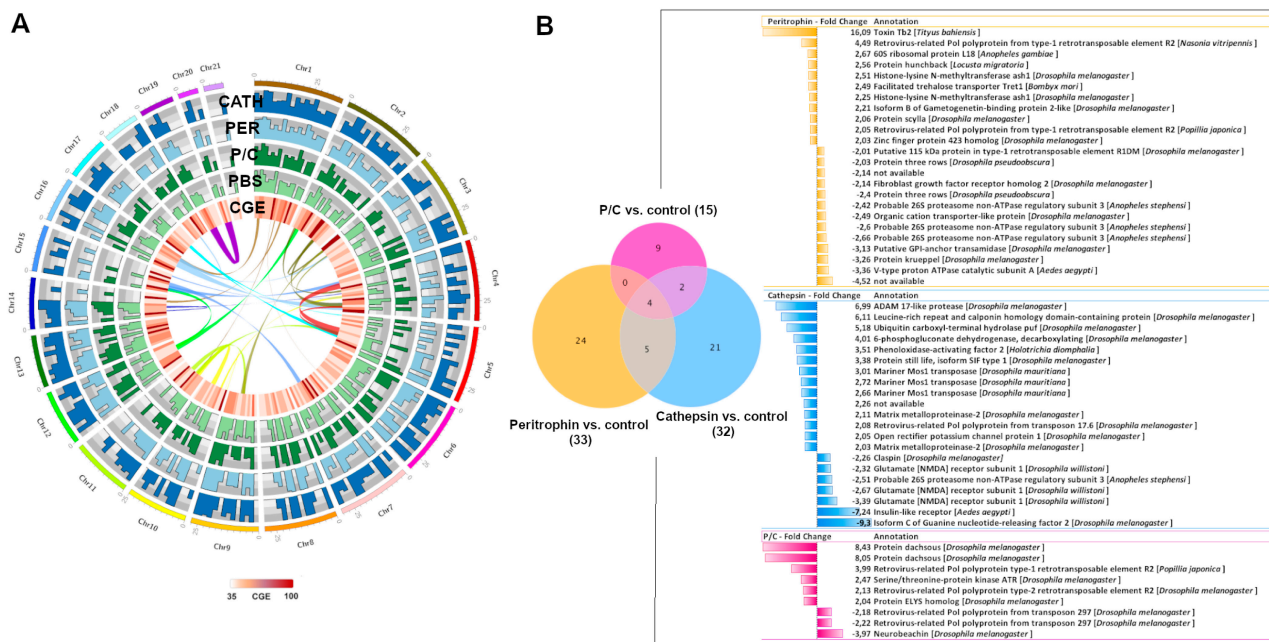 A
Chr1
Chr2
Chr3
Chr4
Chr5
Chr6
Chr7
Chr8
Chr9
Chr10
Chr11
Chr12
Chr13
Chr14
Chr15
Chr16
Chr17
Chr18
Chr19
Chr20
Chr21
CATH
PER
P/C
PBS
CGE
35 CGE 100
B
P/C vs. control (15)
9
0
2
4
24
5
21
Peritrophin vs. control
(33)
Cathepsin vs. control
(32)
Peritrophin - Fold Change Annotation
16,09 Toxin Tb2 [Tityus bahiensis ]
4,49 Retrovirus-related Pol polyprotein from type-1 retrotransposable element R2 [Nasonia vitripennis ]
2,67 60S ribosomal protein L18 [Anopheles gambiae ]
2,56 Protein hunchback [Locusta migratoria ]
2,51 Histone-lysine N-methyltransferase ash1 [Drosophila melanogaster ]
2,49 Facilitated trehalose transporter Tret1 [Bombyx mori ]
2,25 Histone-lysine N-methyltransferase ash1 [Drosophila melanogaster ]
2,21 Isoform B of Gametogenetin-binding protein 2-like [Drosophila melanogaster ]
2,06 Protein scylla [Drosophila melanogaster ]
2,05 Retrovirus-related Pol polyprotein from type-1 retrotransposable element R2 [Popillia japonica ]
2,03 Zinc finger protein 423 homolog [Drosophila melanogaster ]
-2,01 Putative 115 kDa protein in type-1 retrotransposable element R1DM [Drosophila melanogaster ]
-2,03 Protein three rows [Drosophila pseudoobscura ]
-2,14 not available
-2,14 Fibroblast growth factor receptor homolog 2 [Drosophila melanogaster ]
-2,4 Protein three rows [Drosophila pseudoobscura ]
-2,42 Probable 26S proteasome non-ATPase regulatory subunit 3 [Anopheles stephensi ]
-2,49 Organic cation transporter-like protein [Drosophila melanogaster ]
-2,6 Probable 26S proteasome non-ATPase regulatory subunit 3 [Anopheles stephensi ]
-2,66 Probable 26S proteasome non-ATPase regulatory subunit 3 [Anopheles stephensi ]
-3,13 Putative GPI-anchor transamidase [Drosophila melanogaster ]
-3,26 Protein krueppel [Drosophila melanogaster ]
-3,36 V-type proton ATPase catalytic subunit A [Aedes aegypti ]
-4,52 not available
Cathepsin - Fold Change Annotation
6,99 ADAM 17-like protease [Drosophila melanogaster ]
6,11 Leucine-rich repeat and calponin homology domain-containing protein [Drosophila melanogaster ]
5,18 Ubiquitin carboxyl-terminal hydrolase puf [Drosophila melanogaster ]
4,01 6-phosphogluconate dehydrogenase, decarboxylating [Drosophila melanogaster ]
3,51 Phenoloxidase-activating factor 2 [Holotrichia diomphalia ]
3,38 Protein still life, isoform SIF type 1 [Drosophila melanogaster ]
3,01 Mariner Mos1 transposase [Drosophila mauritiana ]
2,72 Mariner Mos1 transposase [Drosophila mauritiana ]
2,66 Mariner Mos1 transposase [Drosophila mauritiana ]
2,26 not available
2,11 Matrix metalloproteinase-2 [Drosophila melanogaster ]
2,08 Retrovirus-related Pol polyprotein from transposon 17.6 [Drosophila melanogaster ]
2,05 Open rectifier potassium channel protein 1 [Drosophila melanogaster ]
2,03 Matrix metalloproteinase-2 [Drosophila melanogaster ]
-2,26 Claspin [Drosophila melanogaster]
-2,32 Glutamate [NMDA] receptor subunit 1 [Drosophila willistoni ]
-2,51 Probable 26S proteasome non-ATPase regulatory subunit 3 [Anopheles stephensi ]
-2,67 Glutamate [NMDA] receptor subunit 1 [Drosophila willistoni ]
-3,39 Glutamate [NMDA] receptor subunit 1 [Drosophila willistoni ]
-7,24 Insulin-like receptor [Aedes aegypti ]
-9,3 Isoform C of Guanine nucleotide-releasing factor 2 [Drosophila melanogaster ]
P/C - Fold Change Annotation
8,43 Protein dachsous [Drosophila melanogaster ]
8,05 Protein dachsous [Drosophila melanogaster ]
3,99 Retrovirus-related Pol polyprotein type-1 retrotransposable element R2 [Popillia japonica ]
2,47 Serine/threonine-protein kinase ATR [Drosophila melanogaster ]
2,13 Retrovirus-related Pol polyprotein type-2 retrotransposable element R2 [Drosophila melanogaster ]
2,04 Protein ELYS homolog [Drosophila melanogaster ]
-2,18 Retrovirus-related Pol polyprotein from transposon 297 [Drosophila melanogaster ]
-2,22 Retrovirus-related Pol polyprotein from transposon 297 [Drosophila melanogaster ]
-3,97 Neurobeachin [Drosophila melanogaster ]